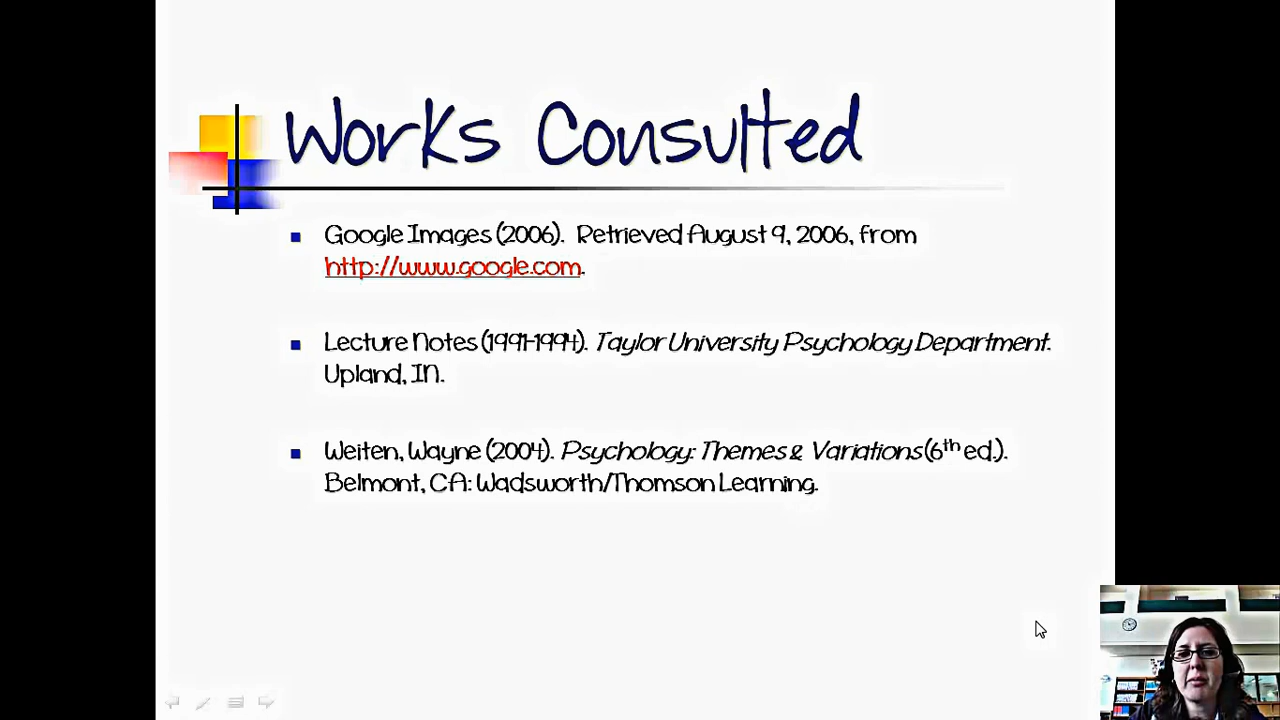 Works Consulted
Google Images (2006). Retrieved August 9, 2006, from
http://www.google.com.
Lecture Notes (1991-1994). Taylor University Psychology Department.
Upland, IN.
Weiten, Wayne (2004). Psychology: Themes & Variations (6th ed.).
Belmont, CA: Wadsworth/Thomson Learning.